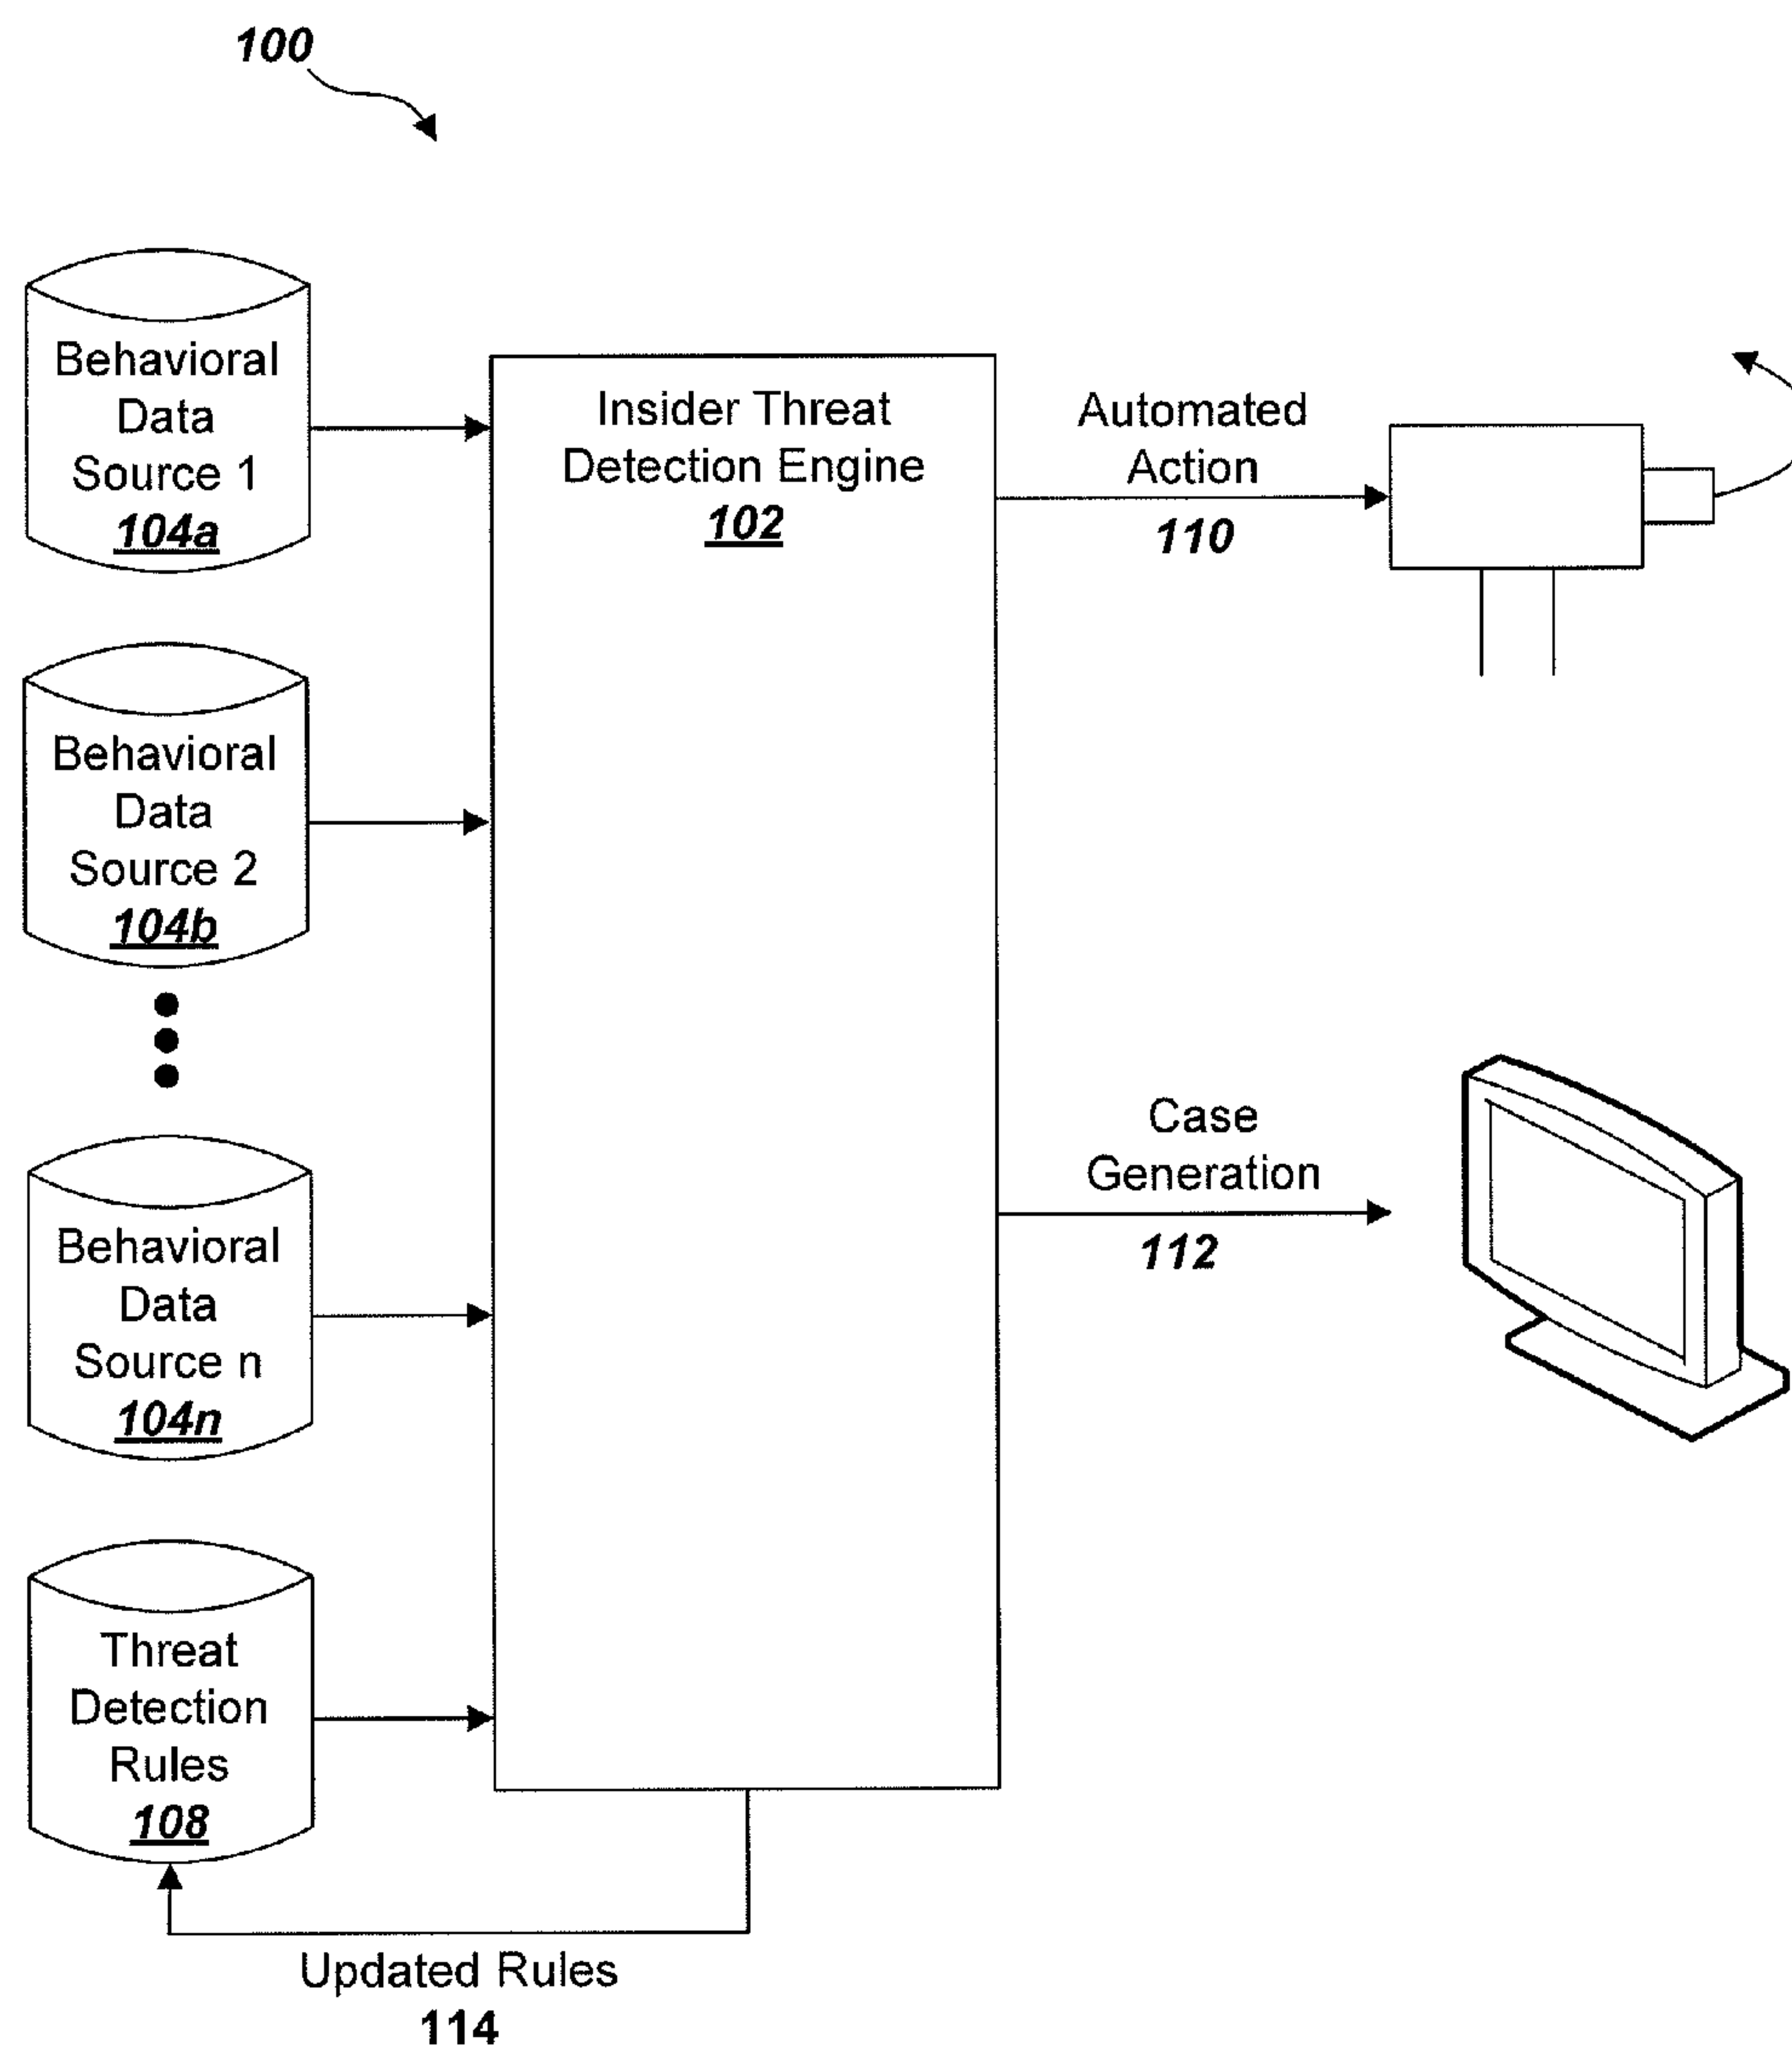 100
Behavioral
Data
Source 1
104a
Insider Threat
Detection Engine
102
Automated
Action
110
Behavioral
Data
Source 2
104b
Case
Generation
112
Behavioral
Data
Source n
104n
Threat
Detection
Rules
108
Updated Rules
114